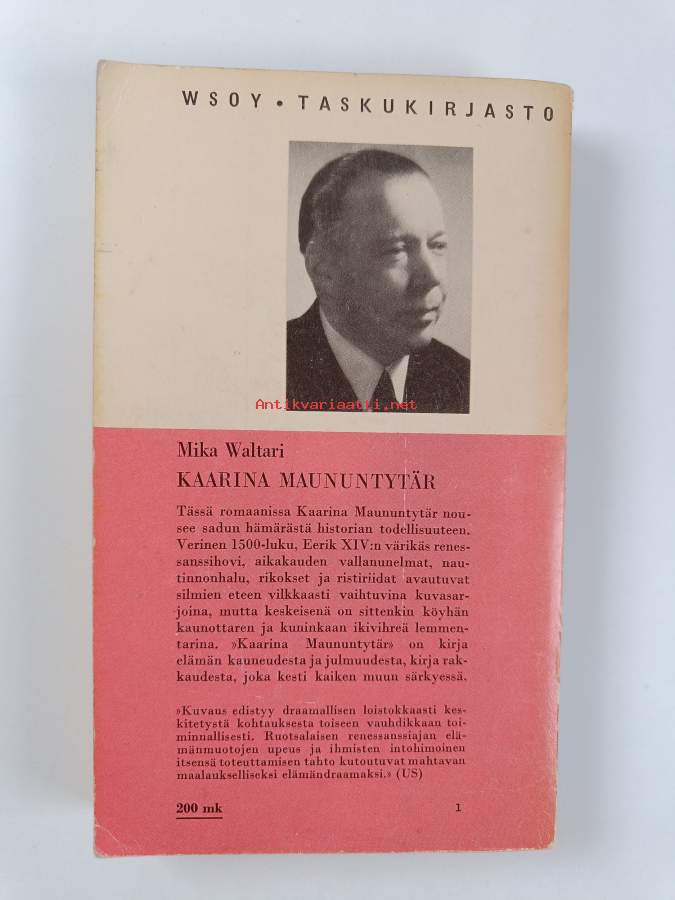 WSOY • TASKUKIRJASTO
Antikvariaatti.net
Mika Waltari
KAARINA MAUNUNTYTÄR
Tässä romaanissa Kaarina Maununtytär nou-
see sadun hämärästä historian todellisuuteen.
Verinen 1500-luku, Eerik XIV:n värikäs renes-
sanssihovi, aikakauden vallanunelmat, nau-
tinnonhalu, rikokset ja ristiriidat avautuvat
silmien eteen vilkkaasti vaihtuvina kuvasar-
joina, mutta keskeisenä on sittenkin köyhän
kaunottaren ja kuninkaan ikivihreä lemmen-
tarina. »Kaarina Maununtytär» on kirja
elämän kauneudesta ja julmuudesta, kirja rak-
kaudesta, joka kesti kaiken muun särkyessä.
»Kuvaus edistyy draamallisen loistokkaasti kes-
kitetystä kohtauksesta toiseen vauhdikkaan toi-
minnallisesti. Ruotsalaisen renessanssiajan elä-
mänmuotojen upeus ja ihmisten intohimoinen
itsensä toteuttamisen tahto kutoutuvat mahtavan
maalaukselliseksi elämändraamaksi.» (US)
200 mk 1